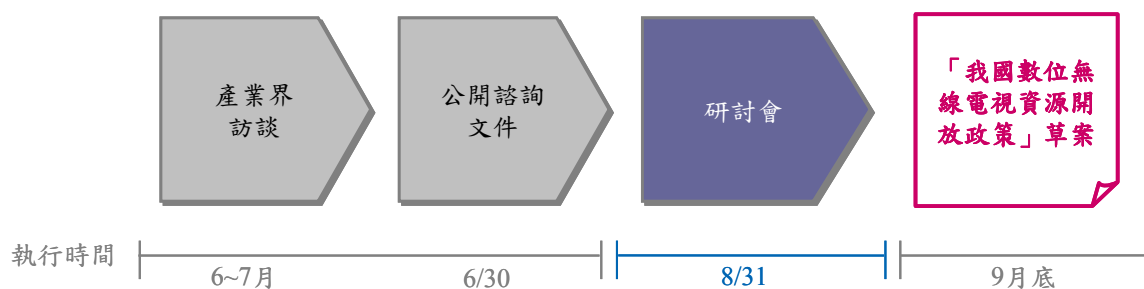 產業界
訪談
公開諮詢
文件
研討會
「我國數位無
線電視資源開
放政策」草案
執行時間
6~7月
6/30
8/31
9月底